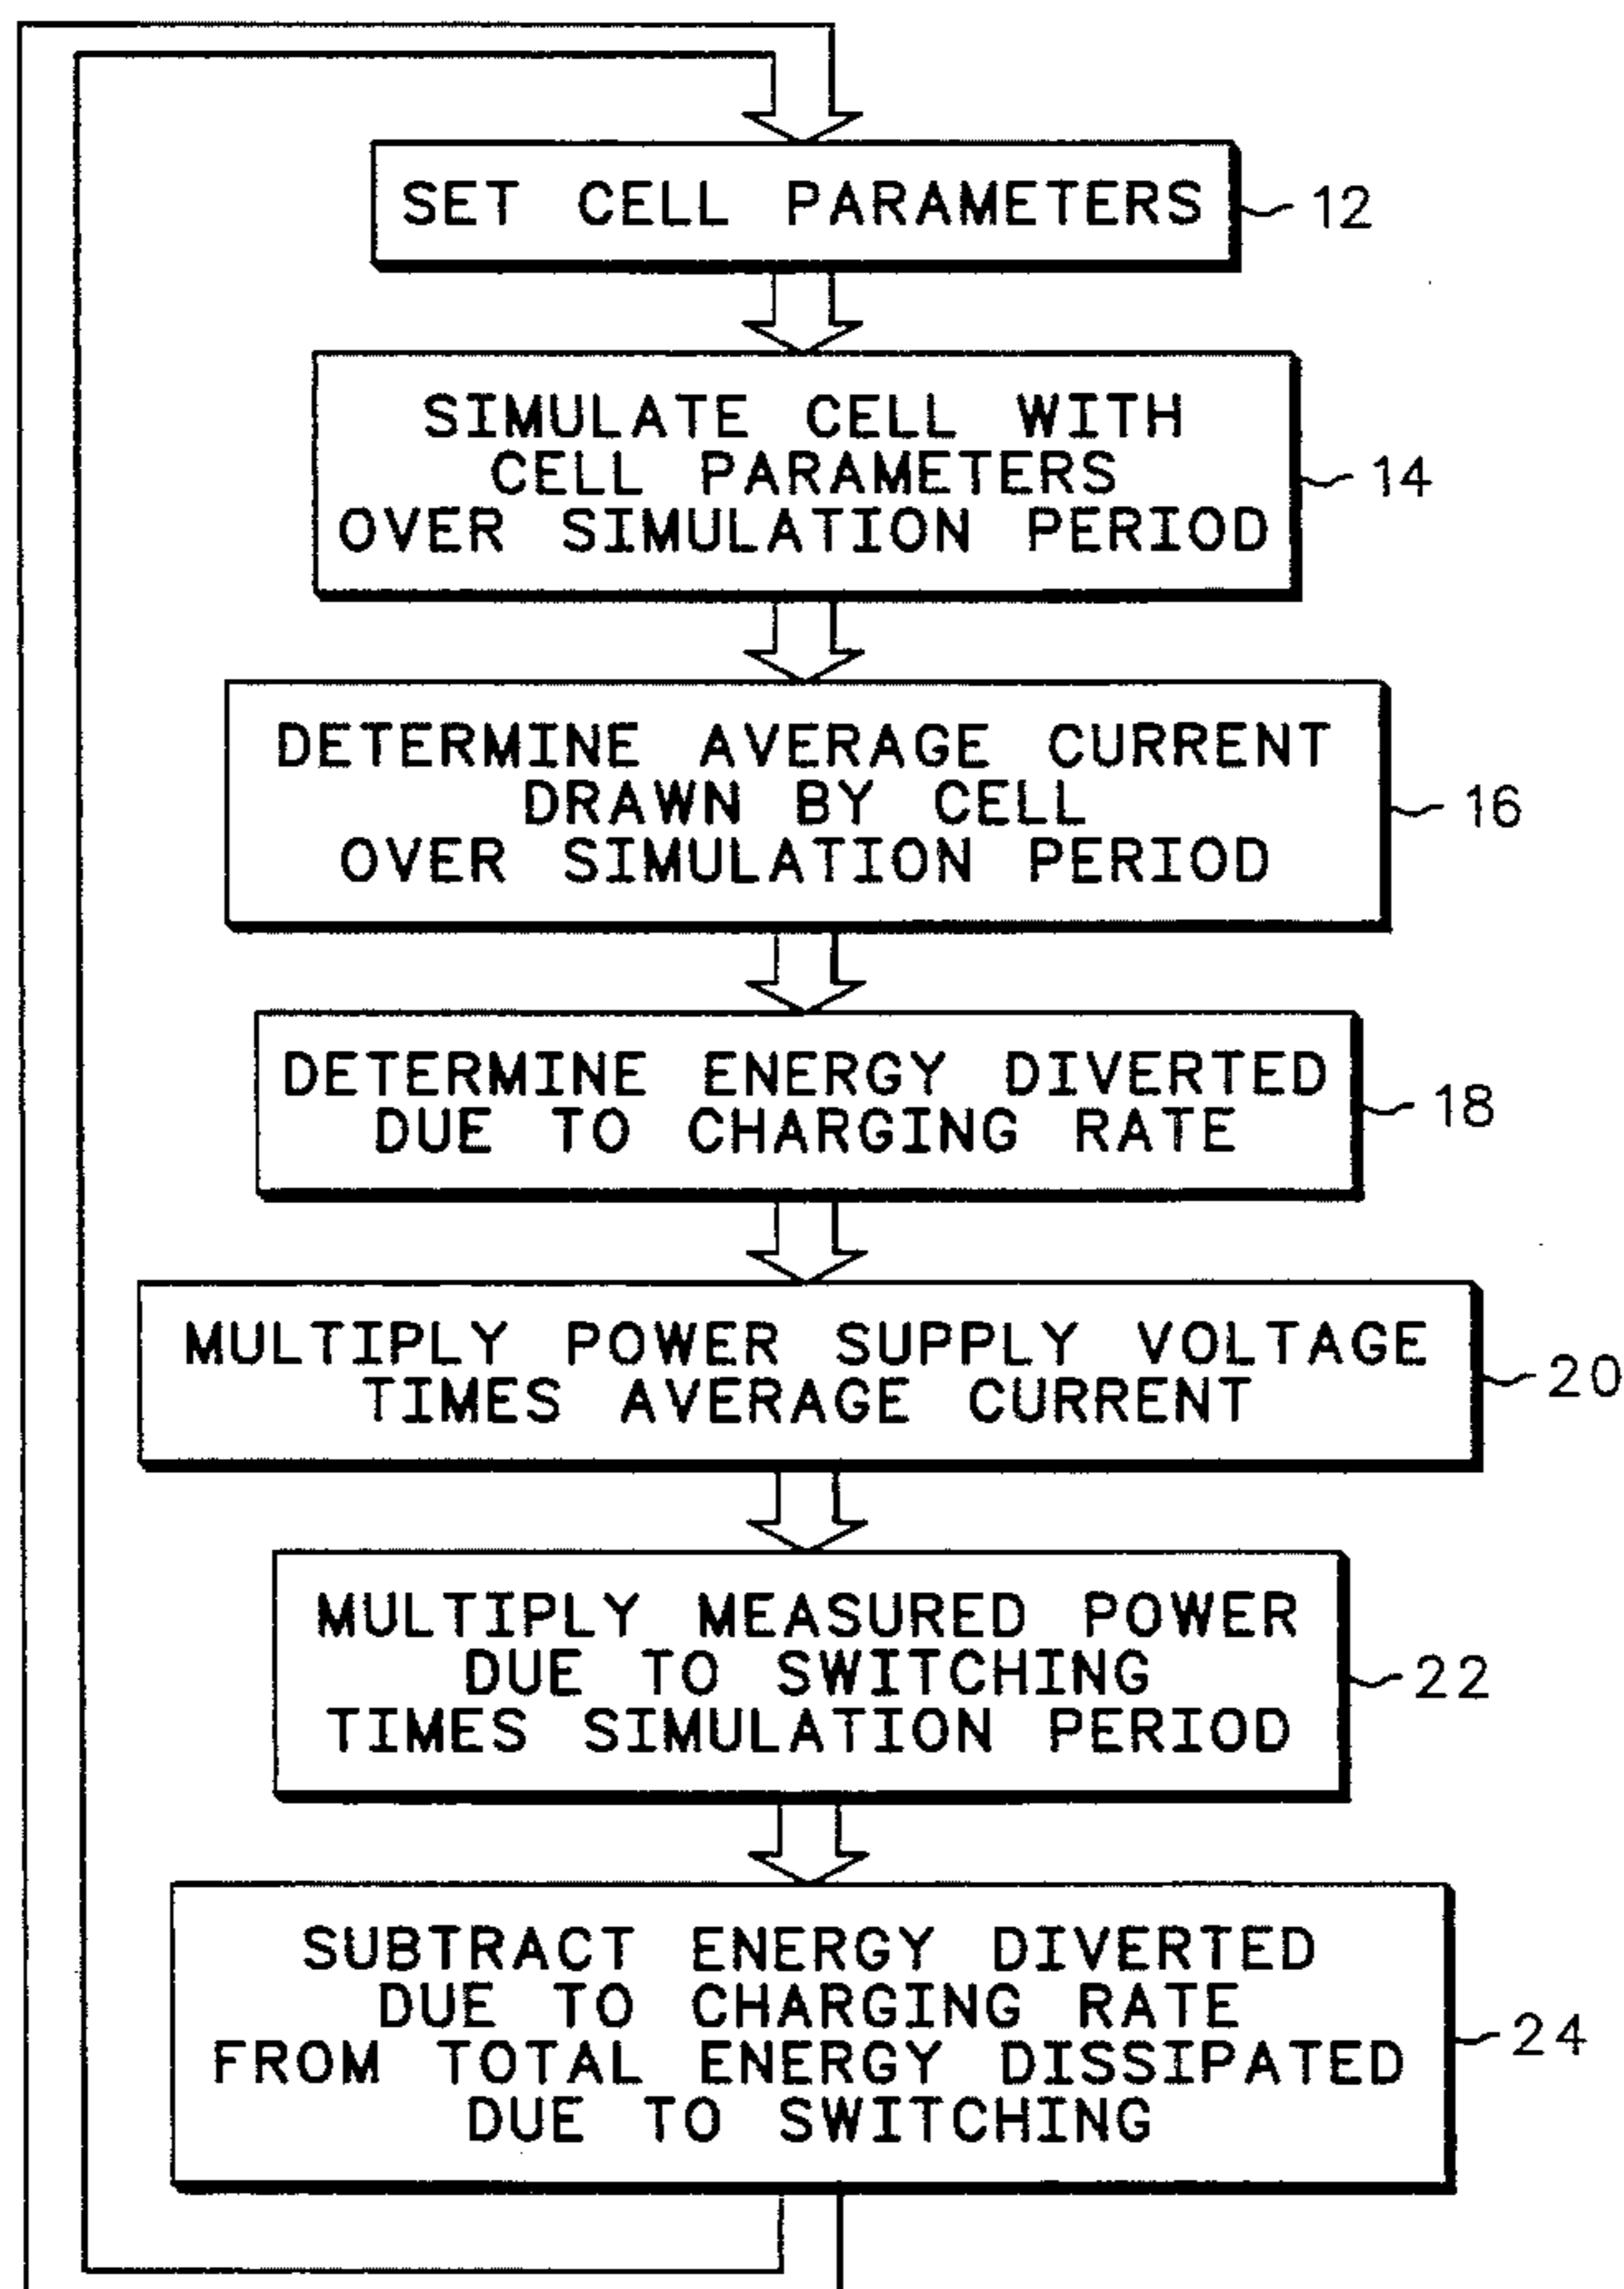 SET CELL PARAMETERS
12
SIMULATE CELL WITH
CELL PARAMETERS
OVER SIMULATION PERIOD
14
DETERMINE AVERAGE CURRENT
DRAWN BY CELL
OVER SIMULATION PERIOD
16
DETERMINE ENERGY DIVERTED
DUE TO CHARGING RATE
18
MULTIPLY POWER SUPPLY VOLTAGE
TIMES AVERAGE CURRENT
20
MULTIPLY MEASURED POWER
DUE TO SWITCHING
TIMES SIMULATION PERIOD
22
SUBTRACT ENERGY DIVERTED
DUE TO CHARGING RATE
FROM TOTAL ENERGY DISSIPATED
DUE TO SWITCHING
24